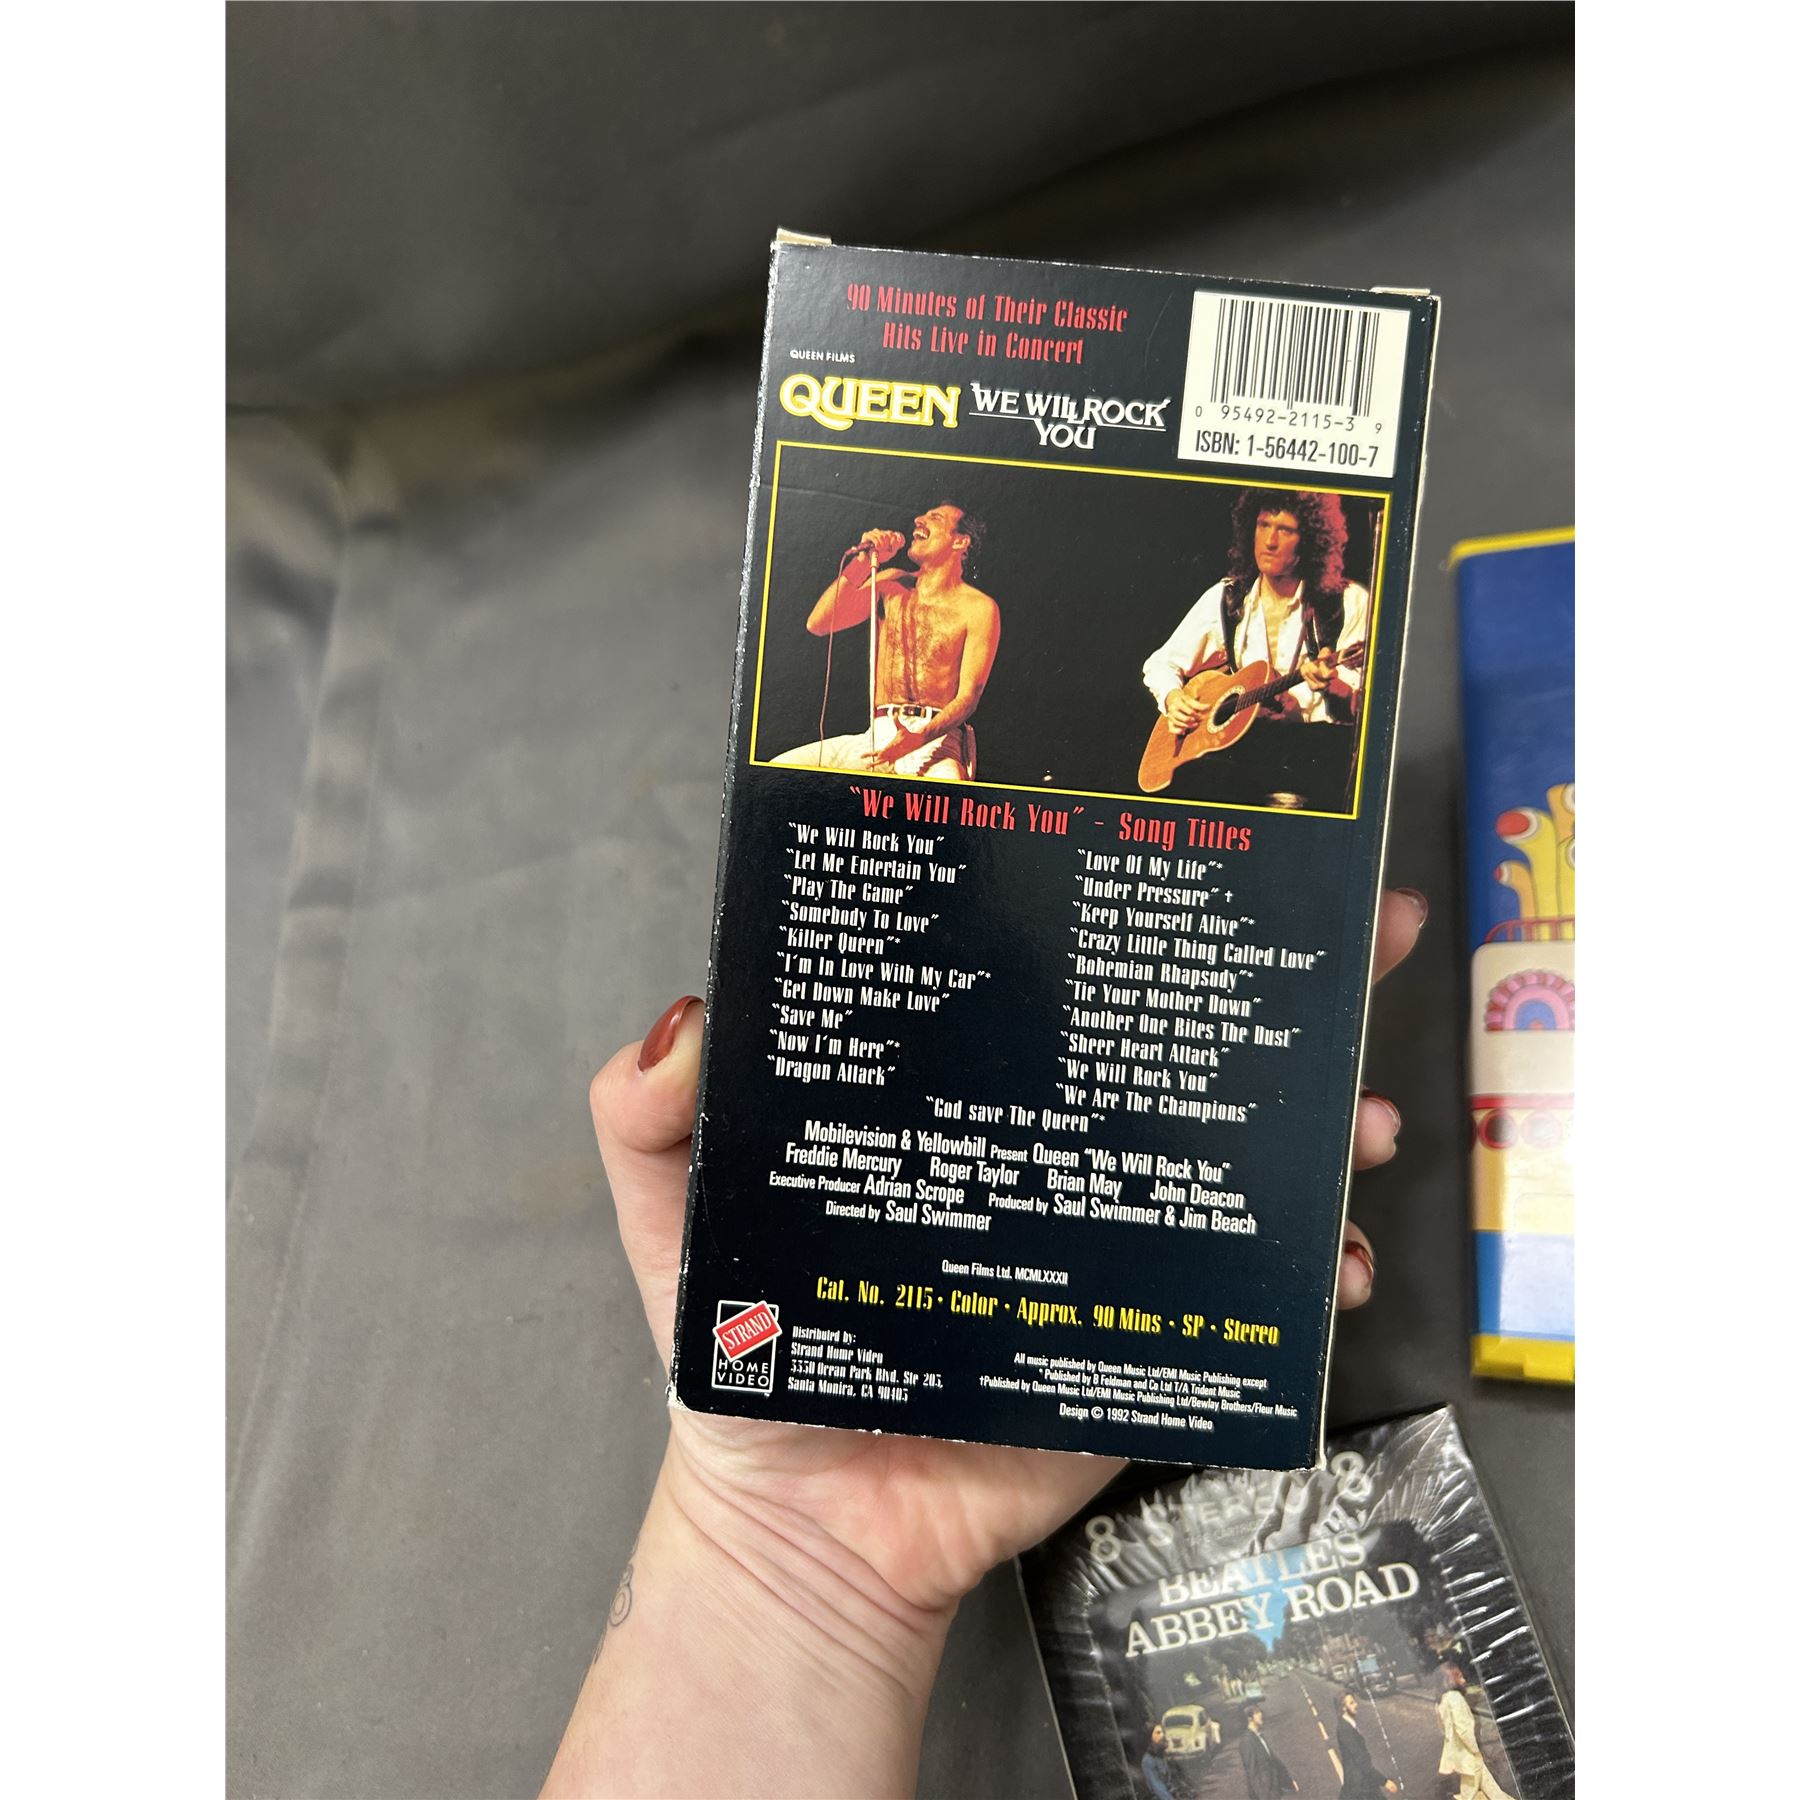 90 Minutes of Their Classic
Hits Live in Concert
QUEEN FILMS
QUEEN WE WILL ROCK
YOU
0 95492-2115-3 9
ISBN: 1-56442-100-7
"We Will Rock You" - Song Titles
"We Will Rock You"
"Let Me Entertain You"
"Play The Game"
"Somebody To Love"
"Killer Queen"*
"I'm In Love With My Car"*
"Get Down Make Love"
"Save Me"
"Now I'm Here"*
"Dragon Attack"
"Love Of My Life"*
"Under Pressure" †
"Keep Yourself Alive"*
"Crazy Little Thing Called Love"
"Bohemian Rhapsody"*
"Tie Your Mother Down"
"Another One Bites The Dust"
"Sheer Heart Attack"
"We Will Rock You"
"We Are The Champions"
"God save The Queen"*
Mobilevision & Yellowbill Present Queen "We Will Rock You"
Freddie Mercury Roger Taylor Brian May John Deacon
Executive Producer Adrian Scrope Produced by Saul Swimmer & Jim Beach
Directed by Saul Swimmer
Queen Films Ltd. MCMLXXXII
Cat. No. 2115 • Color • Approx. 90 Mins • SP • Stereo
STRAND
HOME
VIDEO
Distributed by:
Strand Home Video
3350 Ocean Park Blvd. Ste 205,
Santa Monica, CA 90405
All music published by Queen Music Ltd/EMI Music Publishing except
* Published by B Feldman and Co Ltd T/A Trident Music
†Published by Queen Music Ltd/EMI Music Publishing Ltd/Bewlay Brothers/Fleur Music
Design © 1992 Strand Home Video
8 STEREO 8
BEATLES
ABBEY ROAD